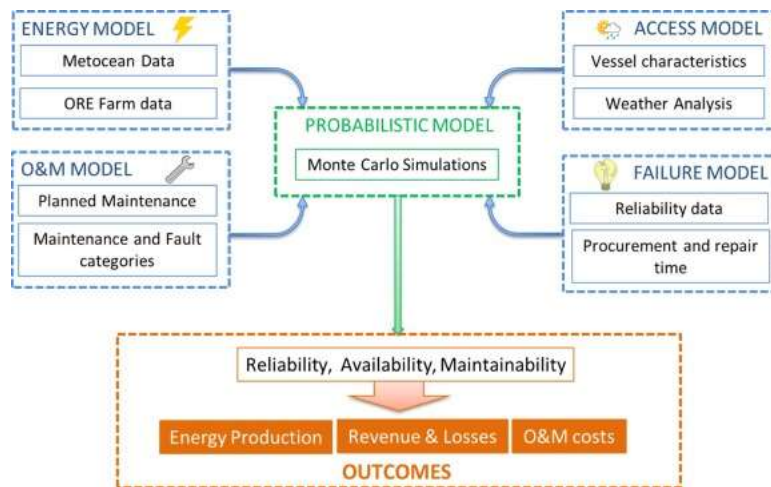 ENERGY MODEL
Metocean Data
ORE Farm data
ACCESS MODEL
Vessel characteristics
Weather Analysis
PROBABILISTIC MODEL
Monte Carlo Simulations
O&M MODEL
Planned Maintenance
Maintenance and Fault
categories
FAILURE MODEL
Reliability data
Procurement and repair
time
Reliability, Availability, Maintainability
Energy Production
Revenue & Losses
O&M costs
OUTCOMES